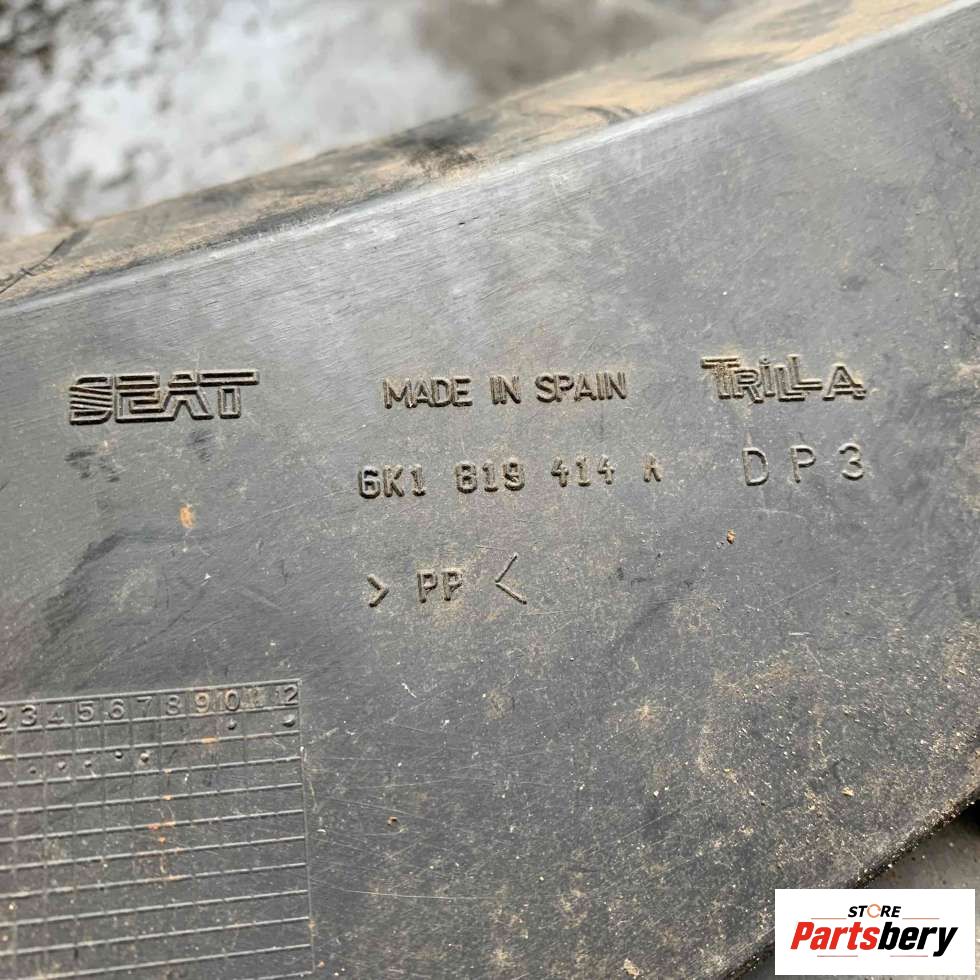 SEAT MADE IN SPAIN TRiLLA
6K1 819 414 A DP3
> PP <
2 3 4 5 6 7 8 9 10 11 12
STORE
Partsbery